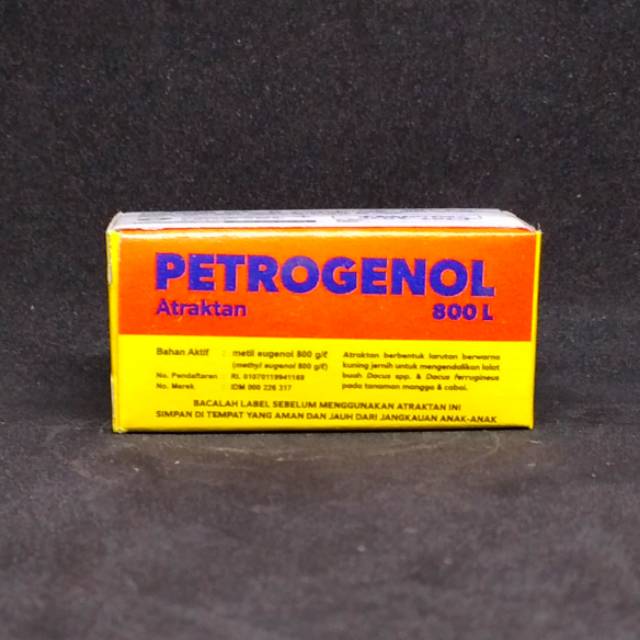 PETROGENOL
Atraktan 800 L
Bahan Aktif : metil eugenol 800 g/ℓ
(methyl eugenol 800 g/ℓ)
No. Pendaftaran : RI. 01070119941169
No. Merek : IDM 000 226 317
Atraktan berbentuk larutan berwarna
kuning jernih untuk mengendalikan lalat
buah Dacus spp. & Dacus ferrugineus
pada tanaman mangga & cabai.
BACALAH LABEL SEBELUM MENGGUNAKAN ATRAKTAN INI
SIMPAN DI TEMPAT YANG AMAN DAN JAUH DARI JANGKAUAN ANAK-ANAK